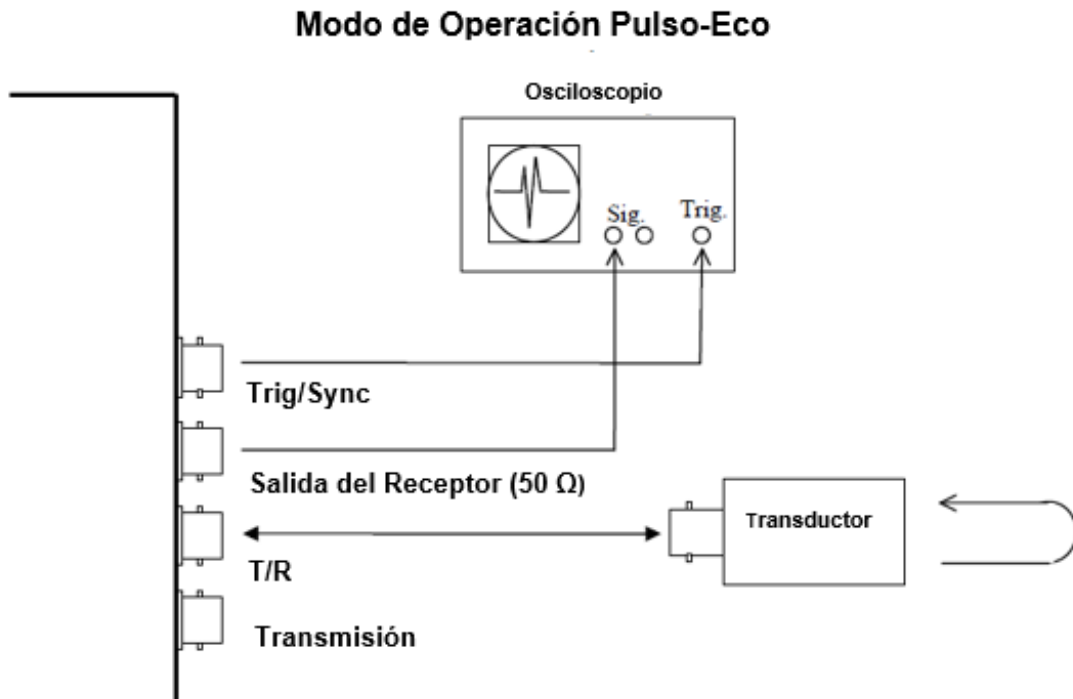 Modo de Operación Pulso-Eco
Osciloscopio
Sig.
Trig.
Trig/Sync
Salida del Receptor (50 Ω)
Transductor
T/R
Transmisión